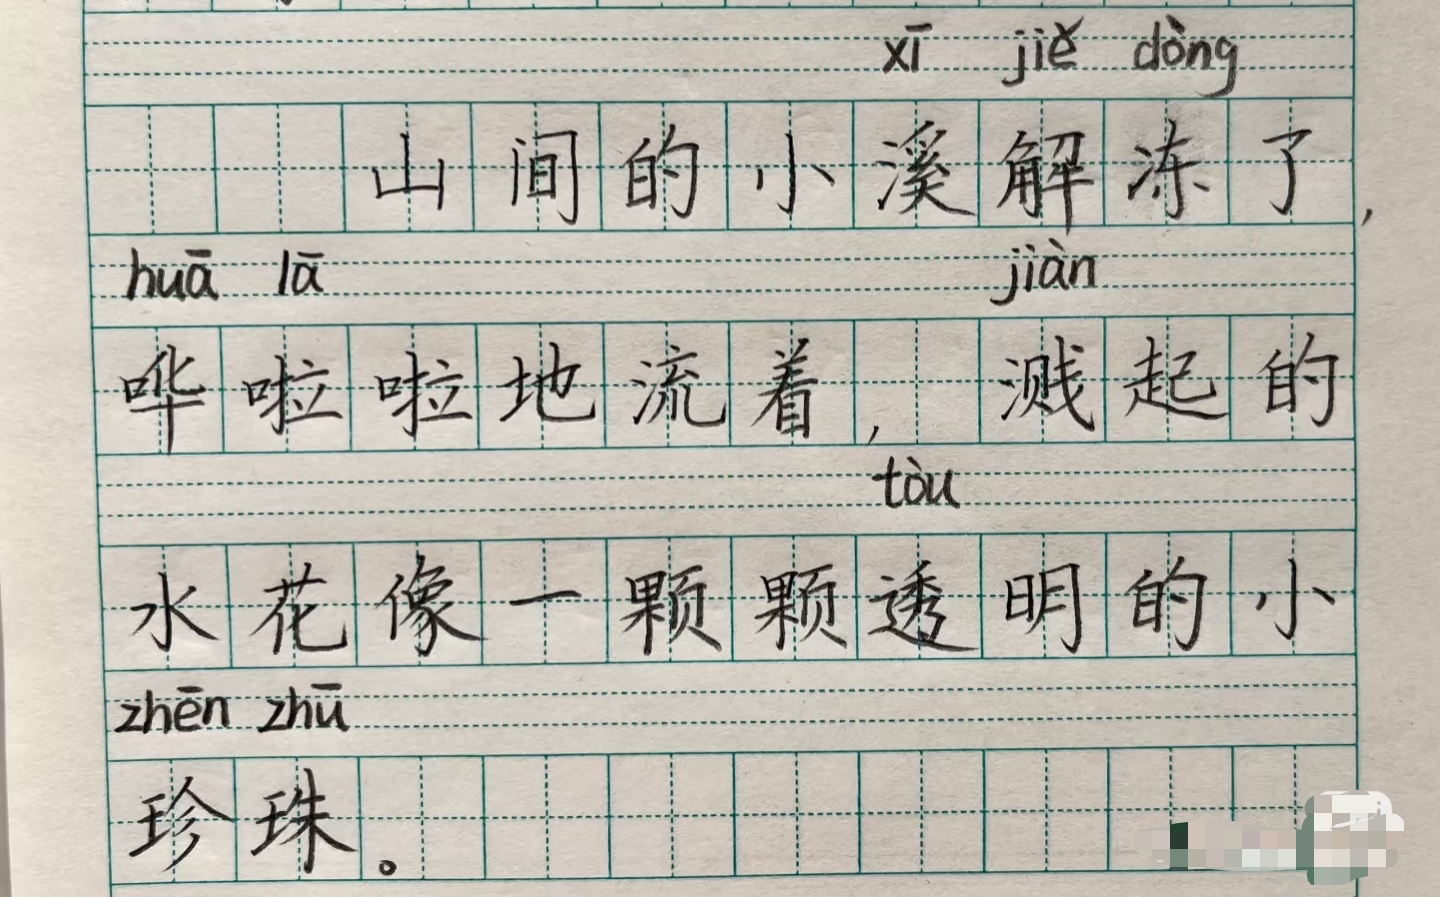 xī jiě dòng
山间的小溪解冻了，
huā lā jiàn
哗啦啦地流着，溅起的
tòu
水花像一颗颗透明的小
zhēn zhū
珍珠。